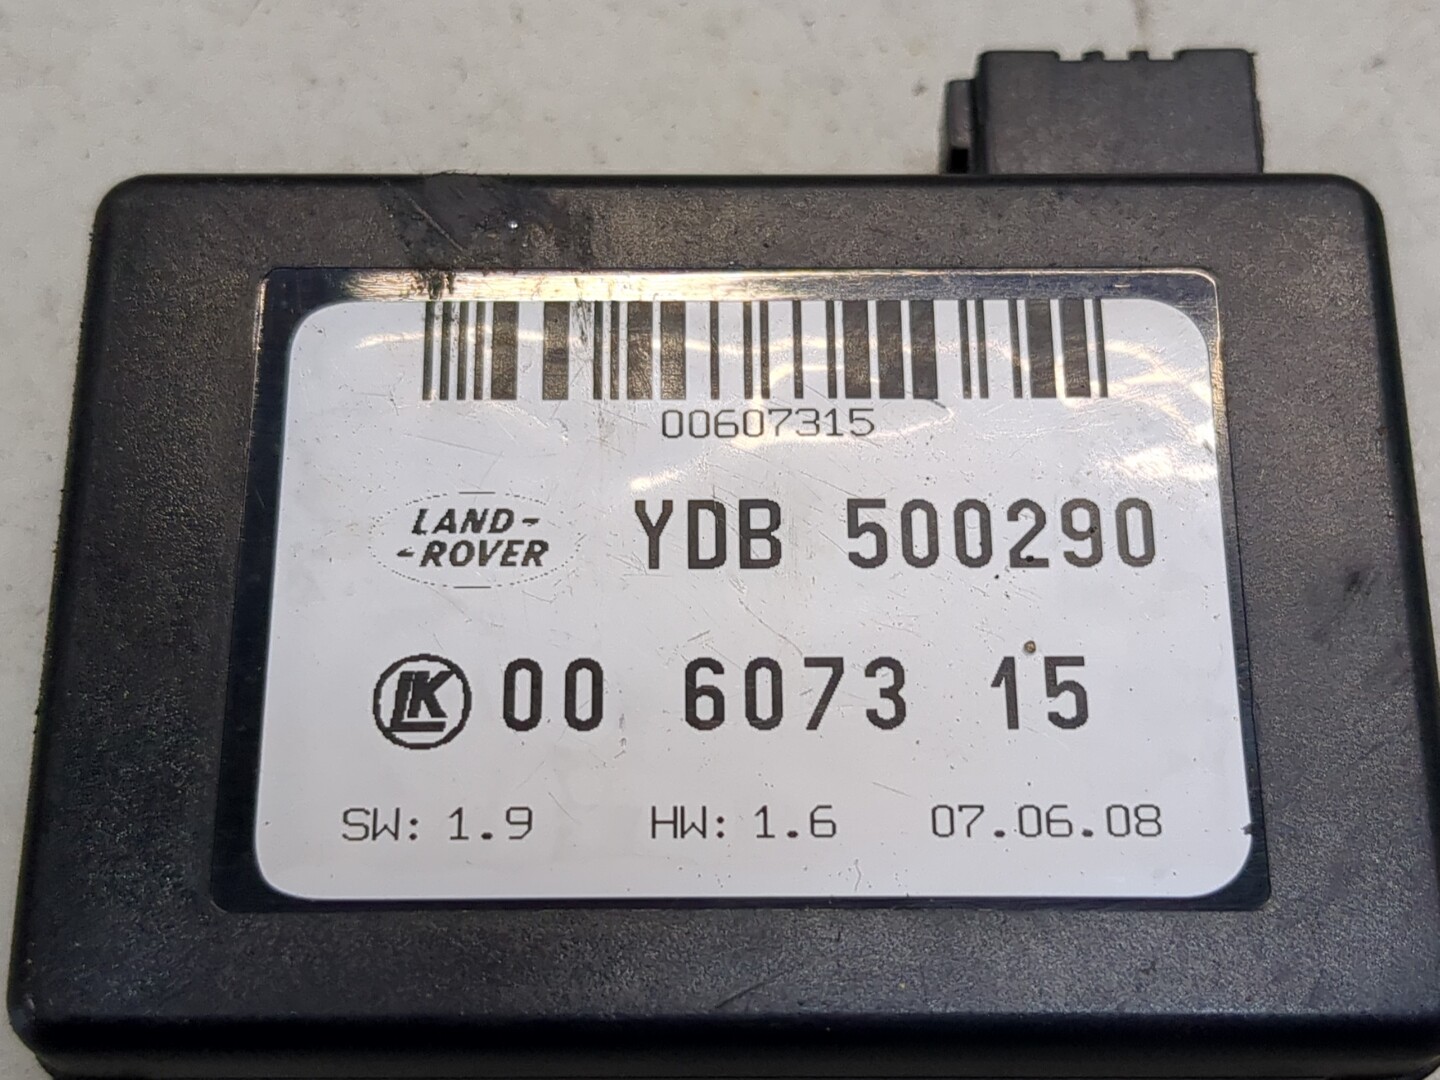 00607315
LAND-
-ROVER
YDB 500290
LK 00 6073 15
SW: 1.9 HW: 1.6 07.06.08